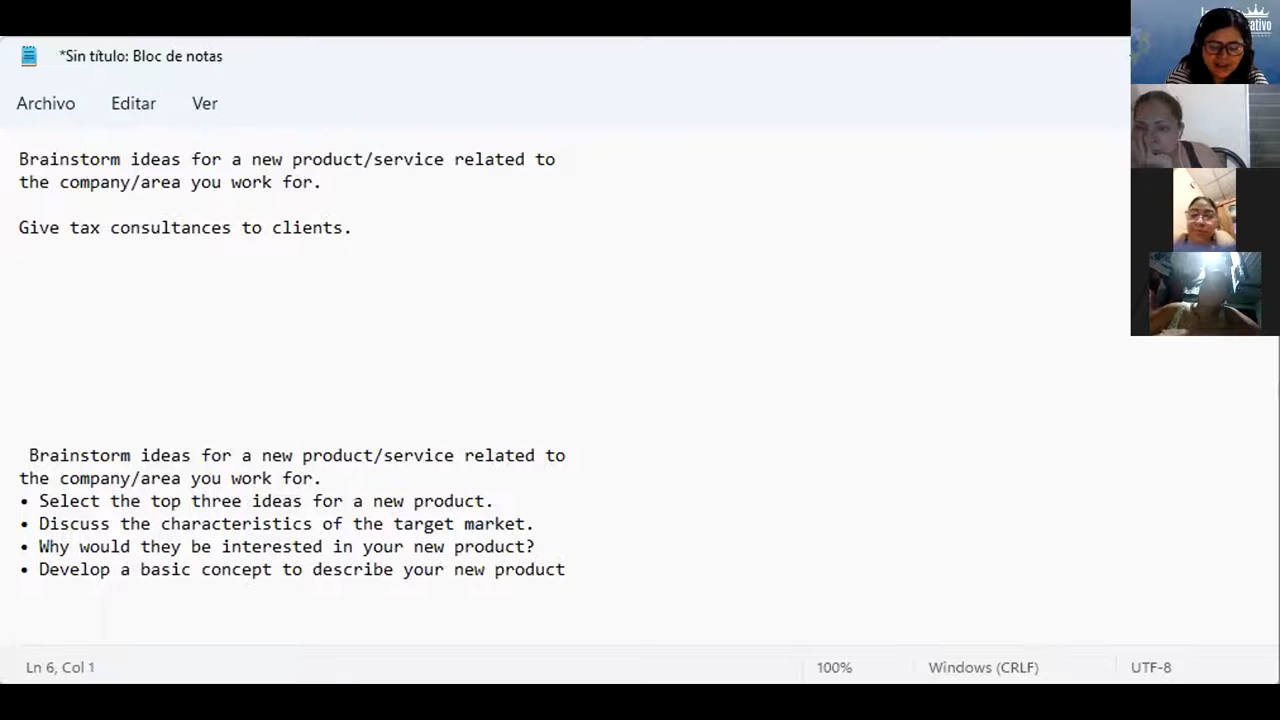 *Sin título: Bloc de notas
Archivo Editar Ver
Brainstorm ideas for a new product/service related to
the company/area you work for.
Give tax consultances to clients.
Brainstorm ideas for a new product/service related to
the company/area you work for.
• Select the top three ideas for a new product.
• Discuss the characteristics of the target market.
• Why would they be interested in your new product?
• Develop a basic concept to describe your new product
Ln 6, Col 1 100% Windows (CRLF) UTF-8